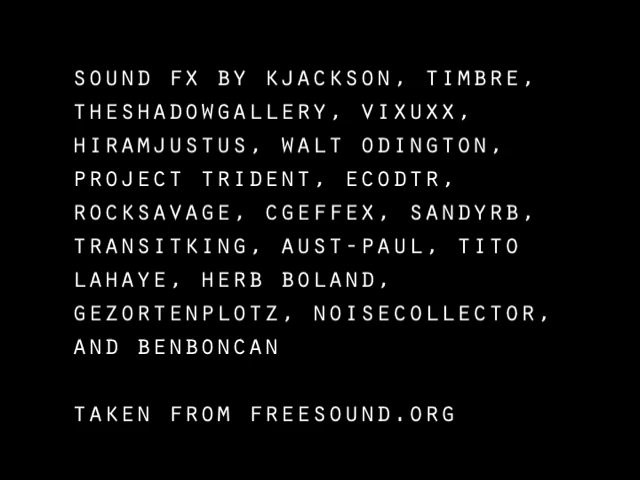 SOUND FX BY KJACKSON, TIMBRE,
THESHADOWGALLERY, VIXUXX,
HIRAMJUSTUS, WALT ODINGTON,
PROJECT TRIDENT, ECODTR,
ROCKSAVAGE, CGEFFEX, SANDYRB,
TRANSITKING, AUST-PAUL, TITO
LAHAYE, HERB BOLAND,
GEZORTENPLOTZ, NOISECOLLECTOR,
AND BENBONCAN
TAKEN FROM FREESOUND.ORG